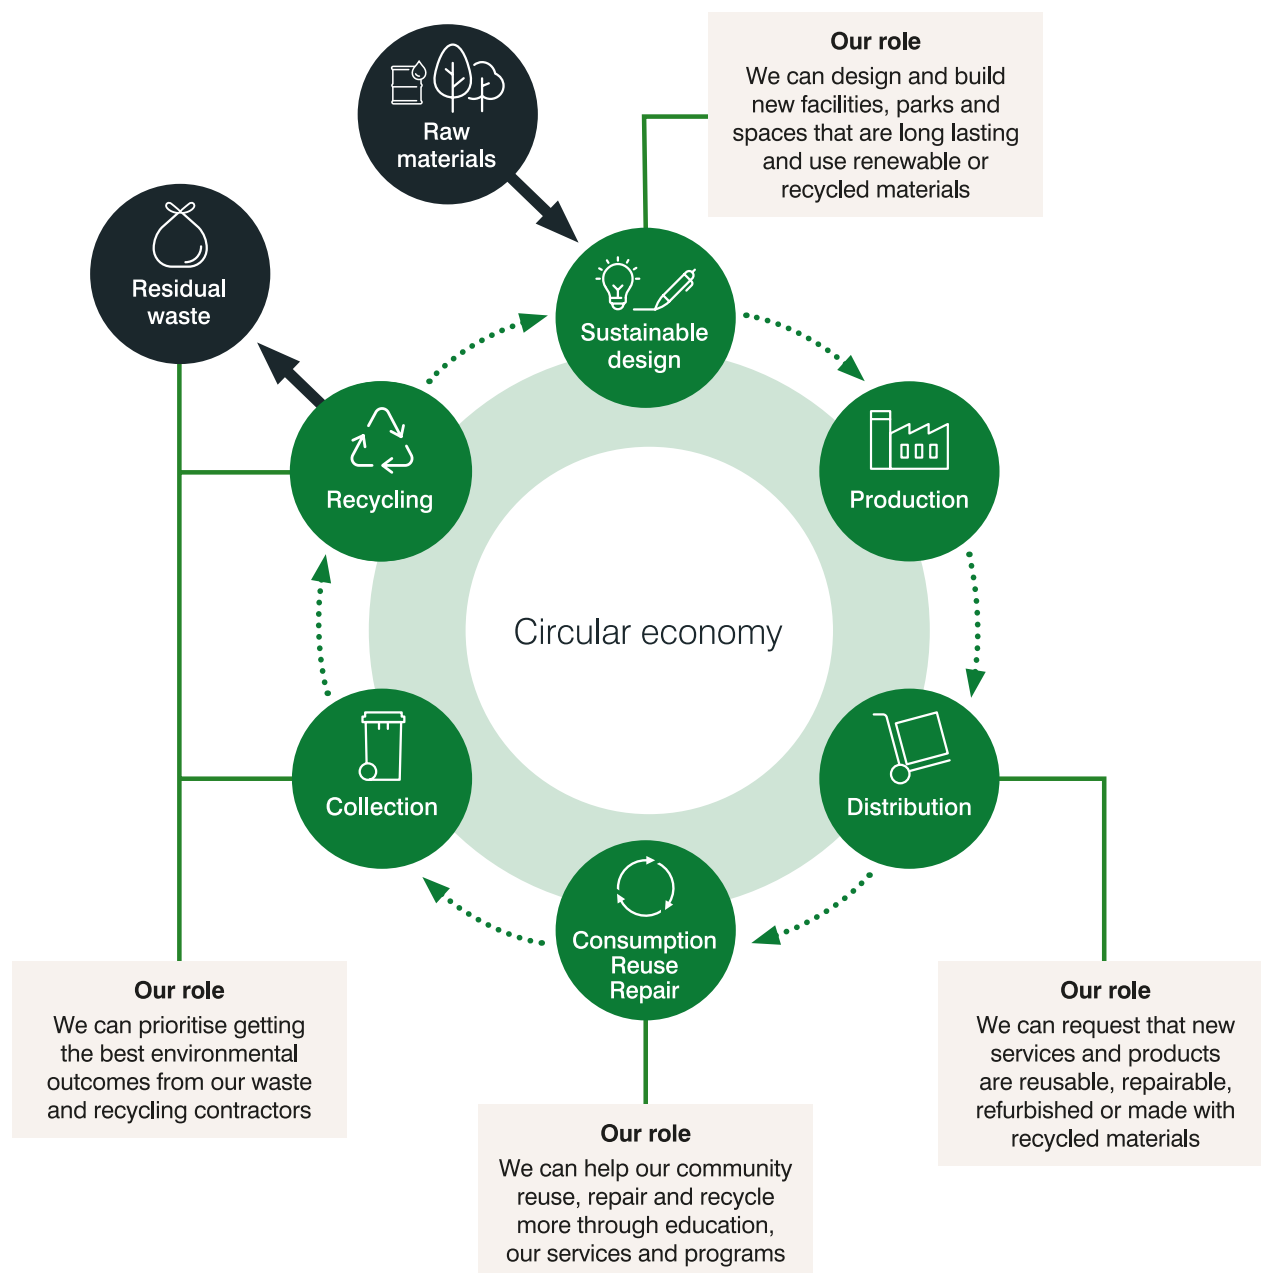 Our role
We can design and build
new facilities, parks and
spaces that are long lasting
and use renewable or
recycled materials
Raw
materials
Residual
waste
Sustainable
design
Recycling
Production
Circular economy
Collection
Distribution
Consumption
Reuse
Repair
Our role
We can prioritise getting
the best environmental
outcomes from our waste
and recycling contractors
Our role
We can request that new
services and products
are reusable, repairable,
refurbished or made with
recycled materials
Our role
We can help our community
reuse, repair and recycle
more through education,
our services and programs